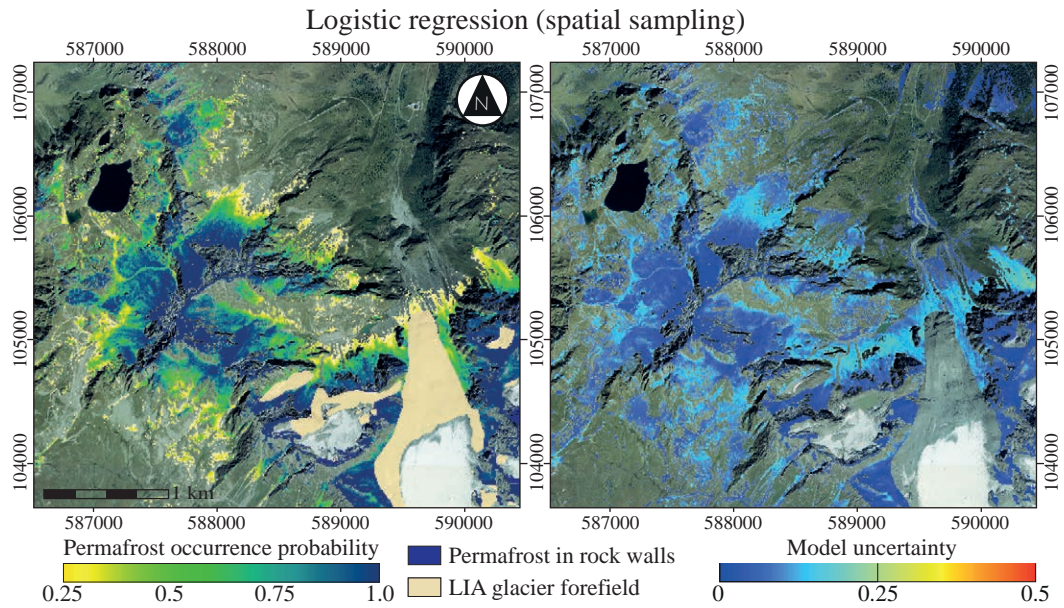 Logistic regression (spatial sampling)
587000 588000 589000 590000 587000 588000 589000 590000
107000 107000
106000 106000
105000 105000
104000 104000
N
1 km
587000 588000 589000 590000 587000 588000 589000 590000
Permafrost occurrence probability
0.25 0.5 0.75 1.0
Permafrost in rock walls
LIA glacier forefield
Model uncertainty
0 0.25 0.5